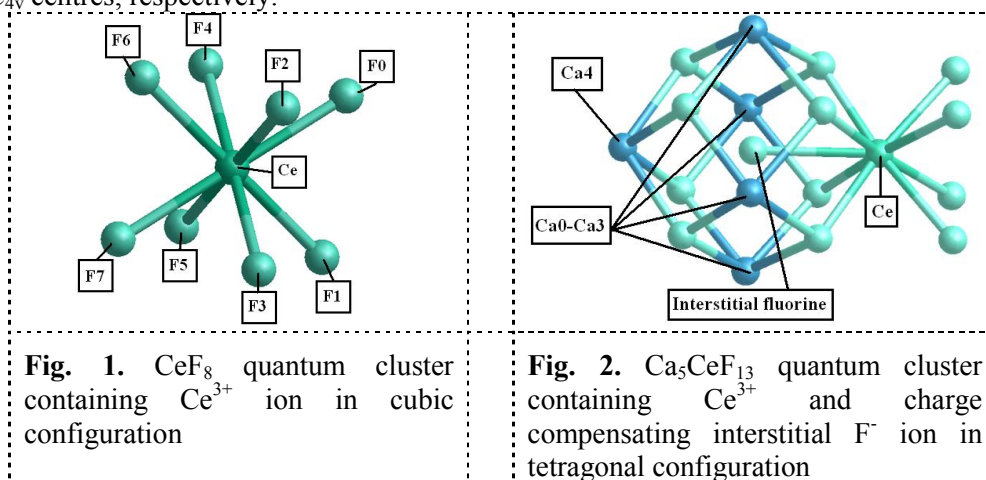 centres, respectively.
F6
F4
F2
F0
Ce
F7
F5
F3
F1
Ca4
Ca0-Ca3
Ce
Interstitial fluorine
Fig. 1. CeF8 quantum cluster
containing Ce3+ ion in cubic
configuration
Fig. 2. Ca5CeF13 quantum cluster
containing Ce3+ and charge
compensating interstitial F- ion in
tetragonal configuration